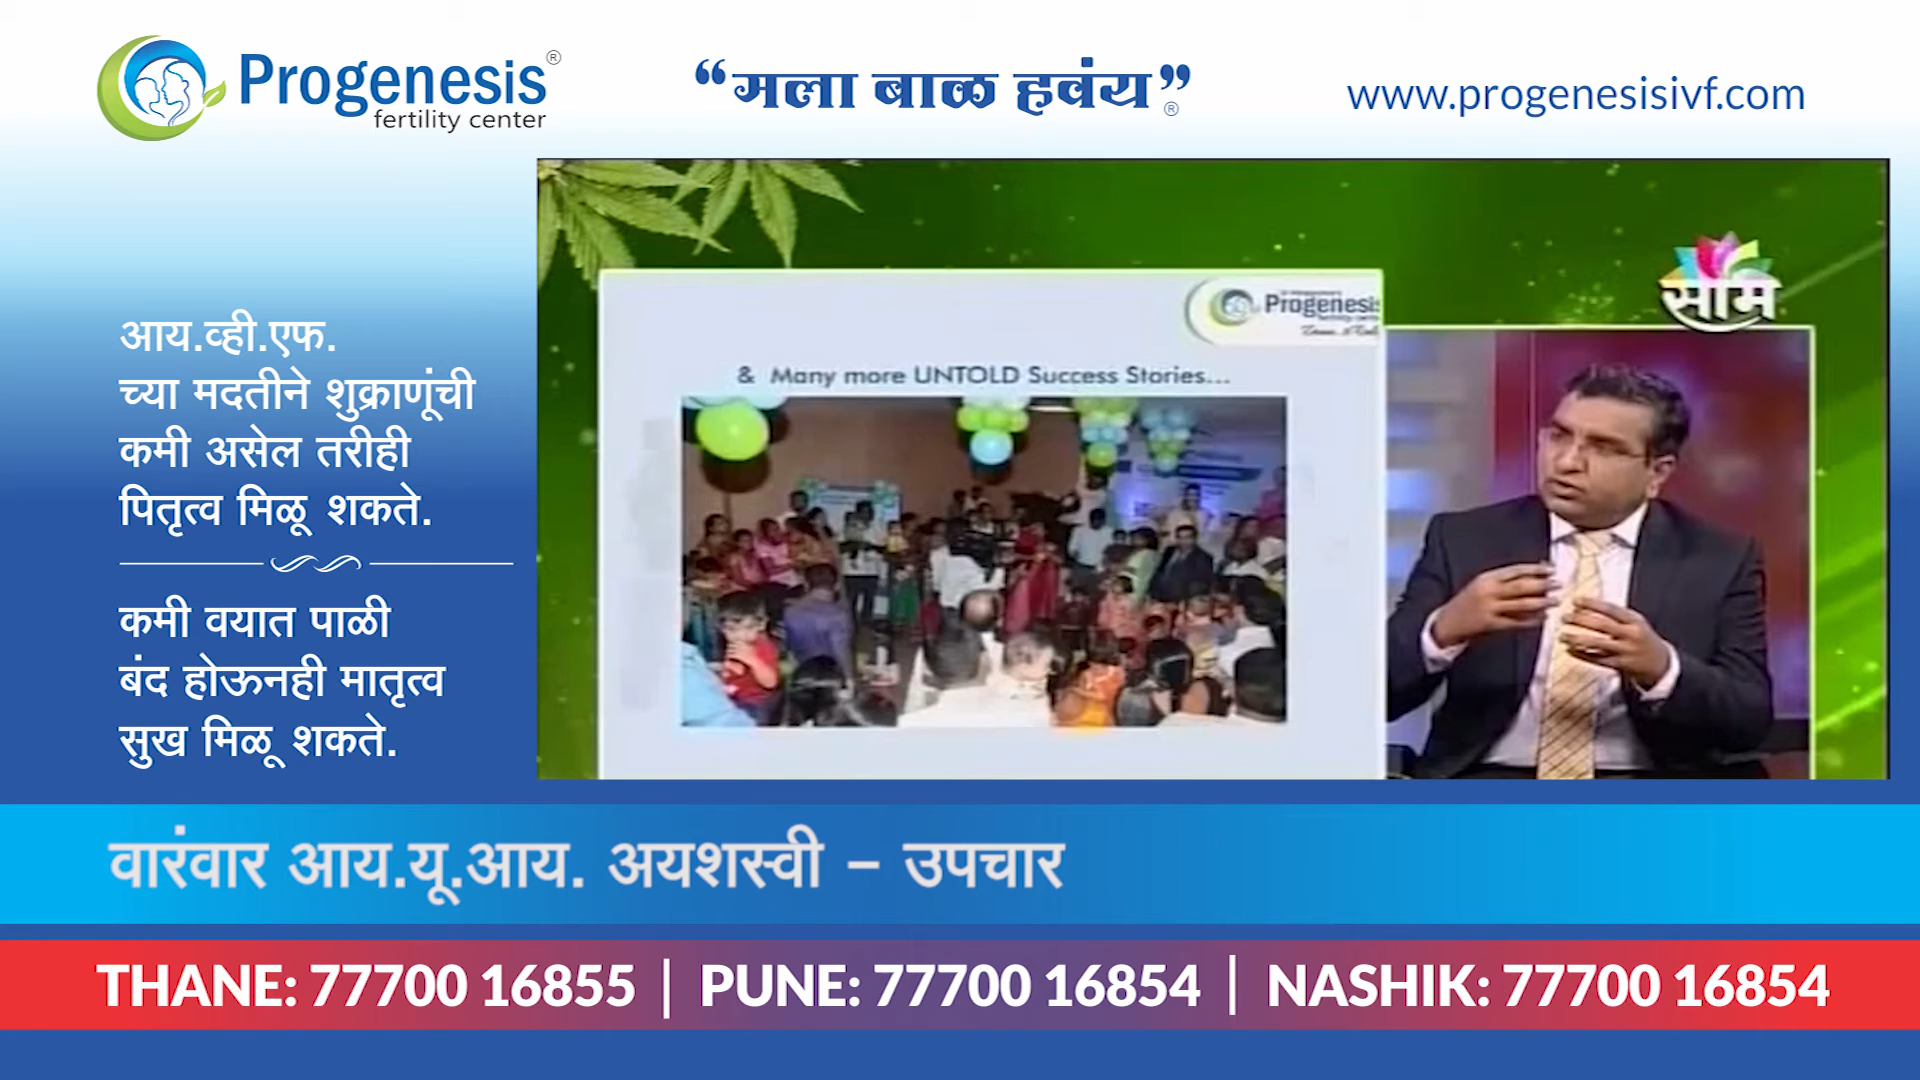 Progenesis®
fertility center
“मला बाळ हवंय”®
www.progenesisivf.com
आय.व्ही.एफ.
च्या मदतीने शुक्राणूंची
कमी असेल तरीही
पितृत्व मिळू शकते.
कमी वयात पाळी
बंद होऊनही मातृत्व
सुख मिळू शकते.
Progenesis
& Many more UNTOLD Success Stories...
साम
वारंवार आय.यू.आय. अयशस्वी – उपचार
THANE: 77700 16855 | PUNE: 77700 16854 | NASHIK: 77700 16854